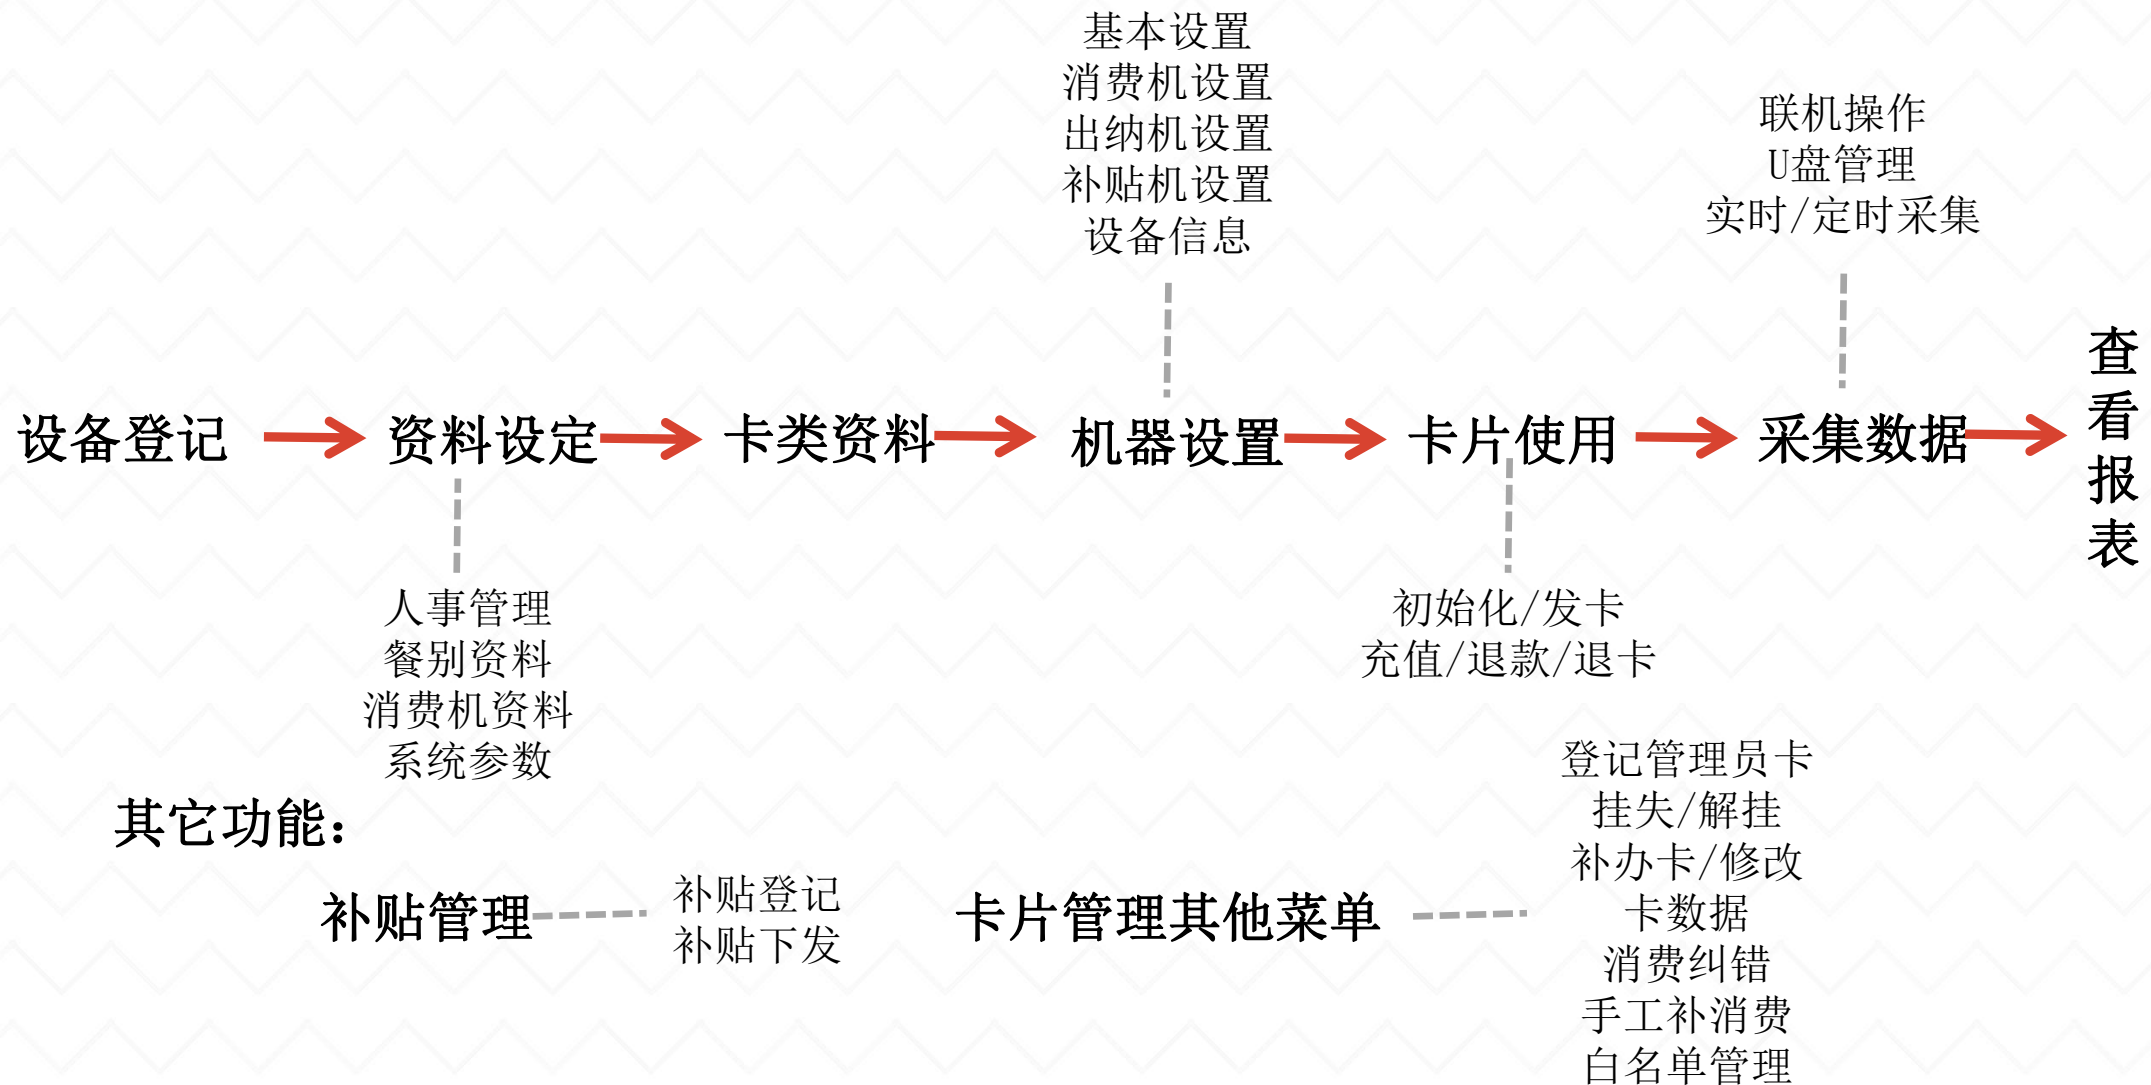 基本设置
消费机设置
出纳机设置
补贴机设置
设备信息
联机操作
U盘管理
实时/定时采集
设备登记
资料设定
卡类资料
机器设置
卡片使用
采集数据
查看报表
人事管理
餐别资料
消费机资料
系统参数
初始化/发卡
充值/退款/退卡
其它功能：
补贴管理
补贴登记
补贴下发
卡片管理其他菜单
登记管理员卡
挂失/解挂
补办卡/修改
卡数据
消费纠错
手工补消费
白名单管理